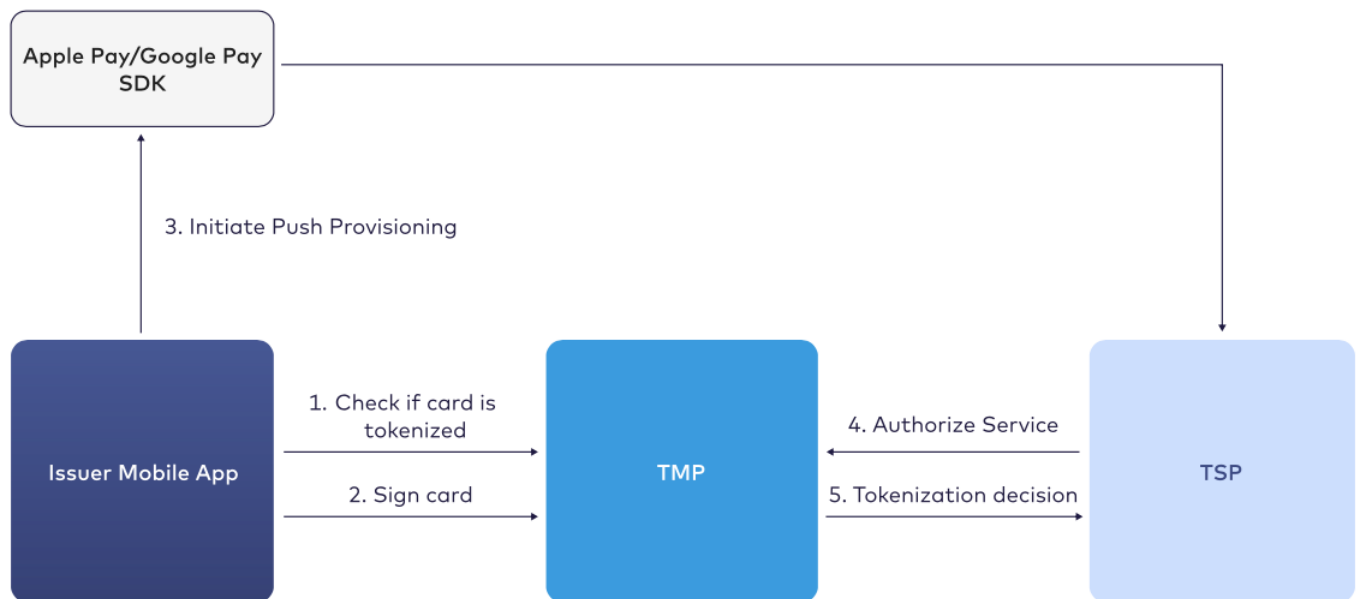 Apple Pay/Google Pay
SDK
3. Initiate Push Provisioning
1. Check if card is
tokenized
4. Authorize Service
Issuer Mobile App
TMP
TSP
2. Sign card
5. Tokenization decision